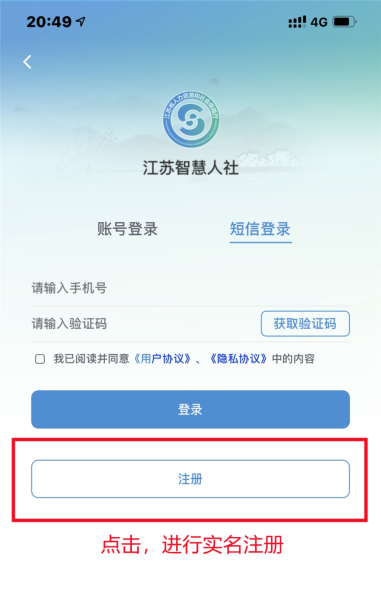 20:49 4G
江苏智慧人社
账号登录 短信登录
请输入手机号
请输入验证码 获取验证码
我已阅读并同意《用户协议》、《隐私协议》中的内容
登录
注册
点击，进行实名注册